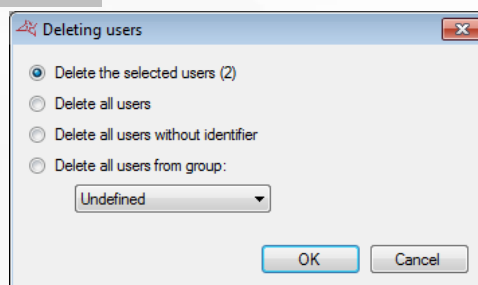 Deleting users
Delete the selected users (2)
Delete all users
Delete all users without identifier
Delete all users from group:
Undefined
OK
Cancel